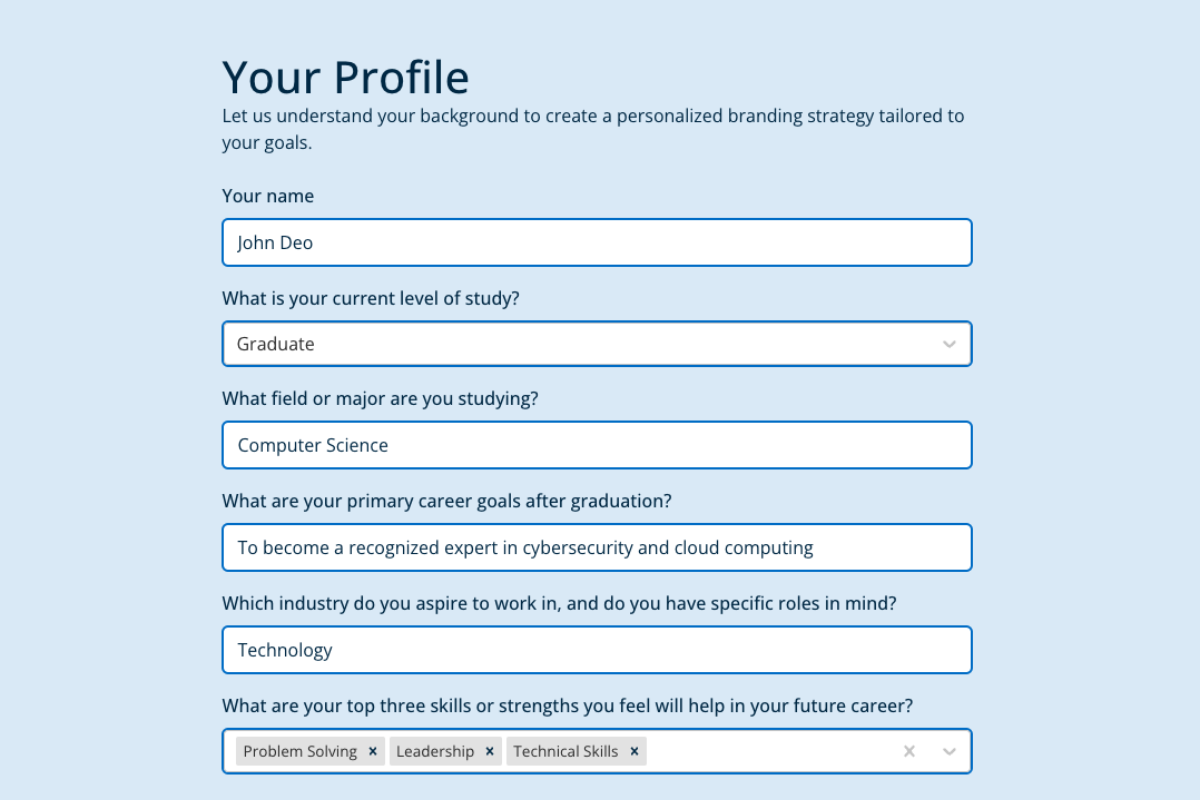 Your Profile
Let us understand your background to create a personalized branding strategy tailored to
your goals.
Your name
John Deo
What is your current level of study?
Graduate
What field or major are you studying?
Computer Science
What are your primary career goals after graduation?
To become a recognized expert in cybersecurity and cloud computing
Which industry do you aspire to work in, and do you have specific roles in mind?
Technology
What are your top three skills or strengths you feel will help in your future career?
Problem Solving × Leadership × Technical Skills ×